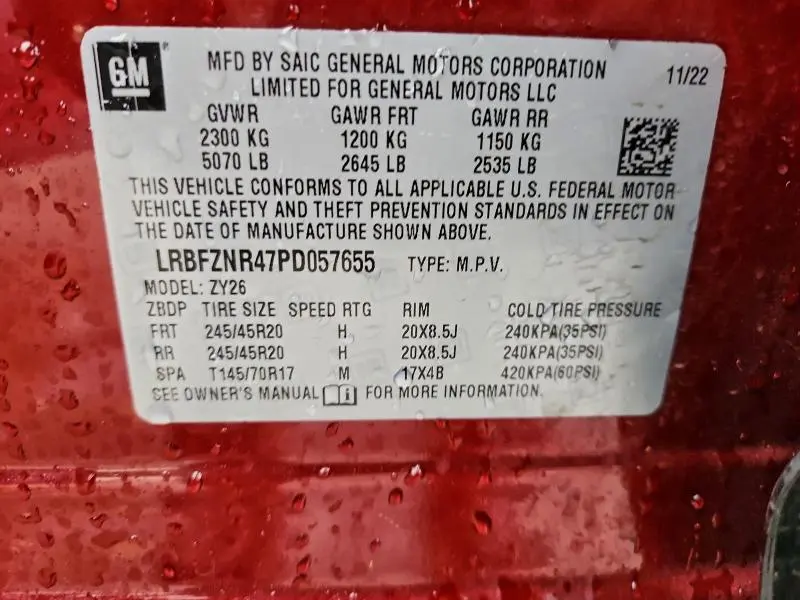 GM
MFD BY SAIC GENERAL MOTORS CORPORATION 11/22
LIMITED FOR GENERAL MOTORS LLC
GVWR GAWR FRT GAWR RR
2300 KG 1200 KG 1150 KG
5070 LB 2645 LB 2535 LB
THIS VEHICLE CONFORMS TO ALL APPLICABLE U.S. FEDERAL MOTOR
VEHICLE SAFETY AND THEFT PREVENTION STANDARDS IN EFFECT ON
THE DATE OF MANUFACTURE SHOWN ABOVE.
LRBFZNR47PD057655 TYPE: M.P.V.
MODEL: ZY26
ZBDP TIRE SIZE SPEED RTG RIM COLD TIRE PRESSURE
FRT 245/45R20 H 20X8.5J 240KPA(35PSI)
RR 245/45R20 H 20X8.5J 240KPA(35PSI)
SPA T145/70R17 M 17X4B 420KPA(60PSI)
SEE OWNER'S MANUAL i FOR MORE INFORMATION.